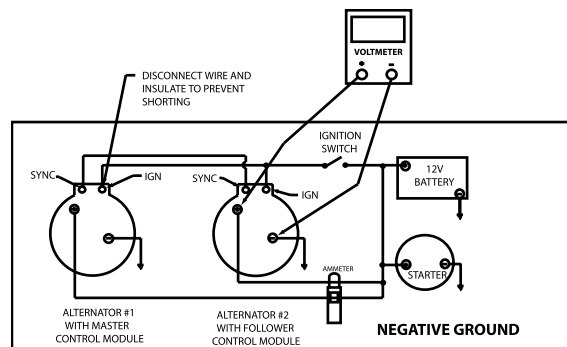 VOLTMETER
+ -
DISCONNECT WIRE AND
INSULATE TO PREVENT
SHORTING
IGNITION
SWITCH
SYNC
IGN
SYNC
IGN
12V
BATTERY
STARTER
AMMETER
ALTERNATOR #1
WITH MASTER
CONTROL MODULE
ALTERNATOR #2
WITH FOLLOWER
CONTROL MODULE
NEGATIVE GROUND